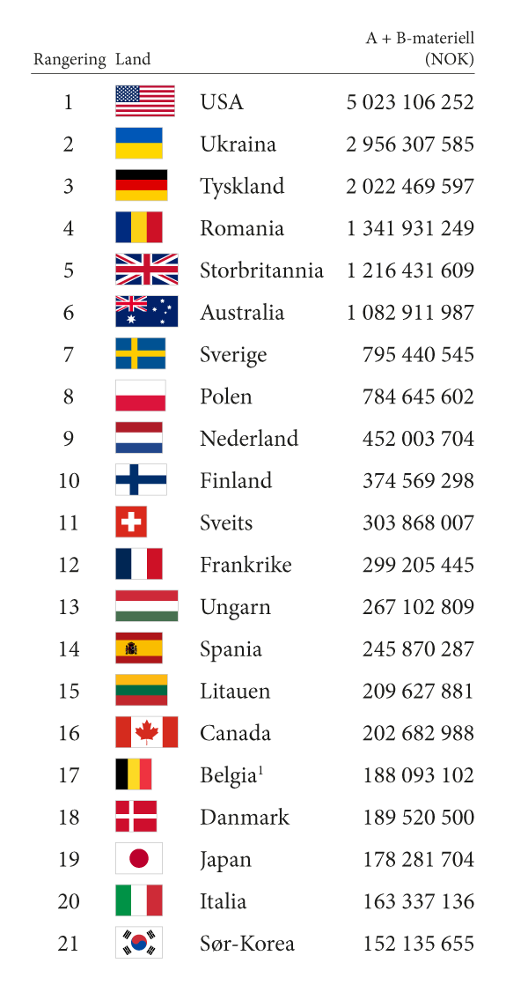 A + B-materiell
Rangering Land (NOK)
1 USA 5 023 106 252
2 Ukraina 2 956 307 585
3 Tyskland 2 022 469 597
4 Romania 1 341 931 249
5 Storbritannia 1 216 431 609
6 Australia 1 082 911 987
7 Sverige 795 440 545
8 Polen 784 645 602
9 Nederland 452 003 704
10 Finland 374 569 298
11 Sveits 303 868 007
12 Frankrike 299 205 445
13 Ungarn 267 102 809
14 Spania 245 870 287
15 Litauen 209 627 881
16 Canada 202 682 988
17 Belgia¹ 188 093 102
18 Danmark 189 520 500
19 Japan 178 281 704
20 Italia 163 337 136
21 Sør-Korea 152 135 655